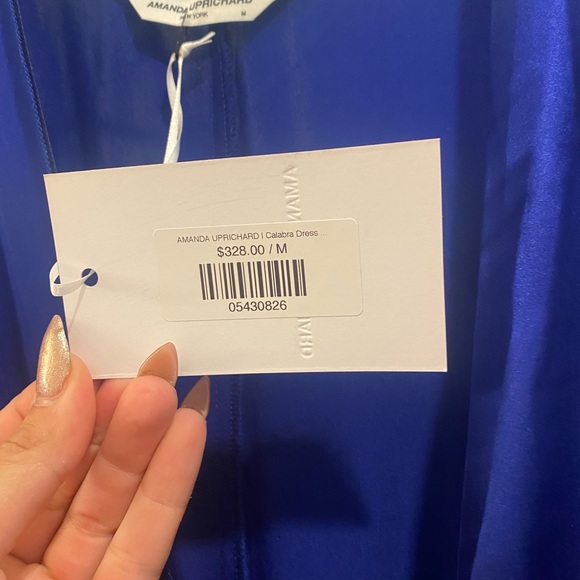 AMANDA UPRICHARD
NEW YORK
M
AMANDA UPRICHARD | Calabra Dress ...
$328.00 / M
05430826